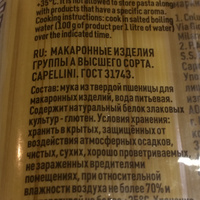 +35°C. It is not allowed to store pasta along
with products that have a specific aroma.
Cooking instructions: cook in salted boiling
water (100 g of product per 1 litre of water)
over the indicated time.
RU: МАКАРОННЫЕ ИЗДЕЛИЯ
ГРУППЫ А ВЫСШЕГО СОРТА.
CAPELLINI. ГОСТ 31743.
Состав: мука из твердой пшеницы для
макаронных изделий, вода питьевая.
Содержит натуральный белок злаковых
культур - глютен. Условия хранения:
хранить в крытых, защищённых от
воздействия атмосферных осадков,
чистых, сухих, хорошо проветриваемых,
не зараженных вредителями
помещениях, при относительной
влажности воздуха не более 70% и